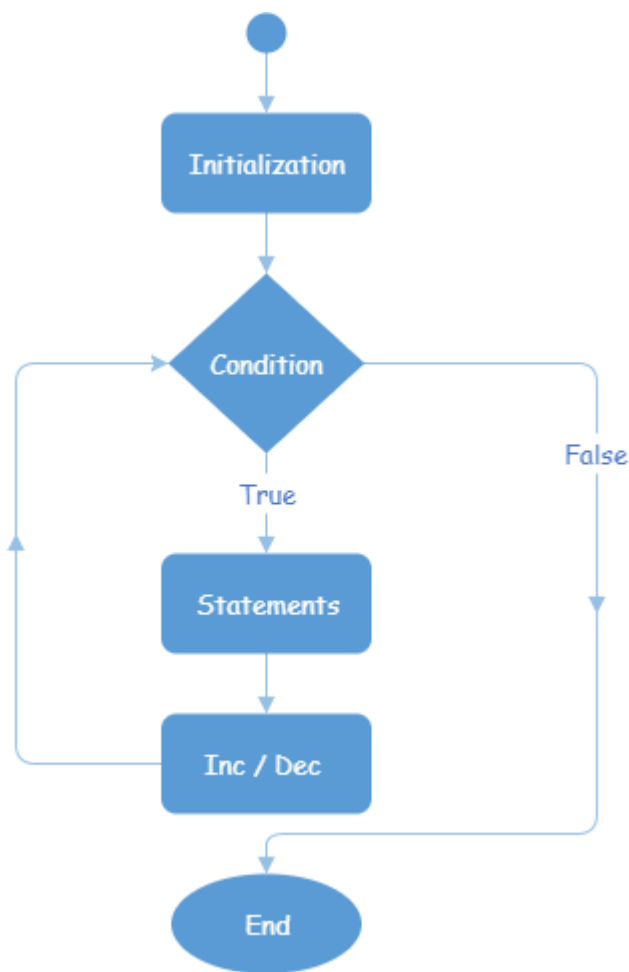 Initialization
Condition
False
True
Statements
Inc / Dec
End